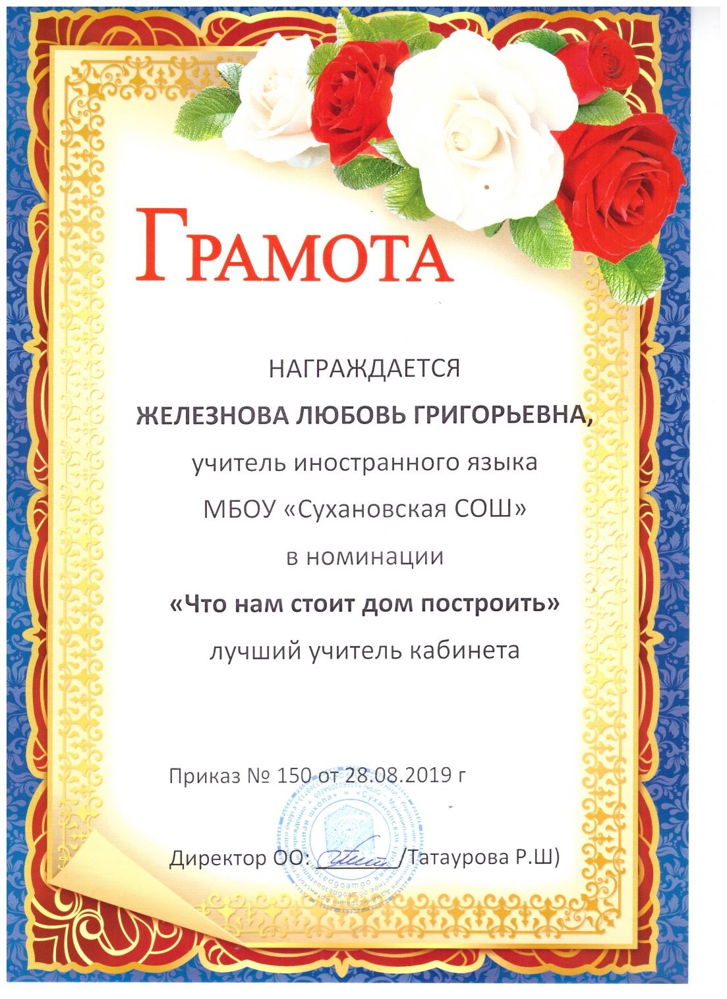 ГРАМОТА
НАГРАЖДАЕТСЯ
ЖЕЛЕЗНОВА ЛЮБОВЬ ГРИГОРЬЕВНА,
учитель иностранного языка
МБОУ «Сухановская СОШ»
в номинации
«Что нам стоит дом построить»
лучший учитель кабинета
Приказ № 150 от 28.08.2019 г
Директор ОО: /Татаурова Р.Ш)